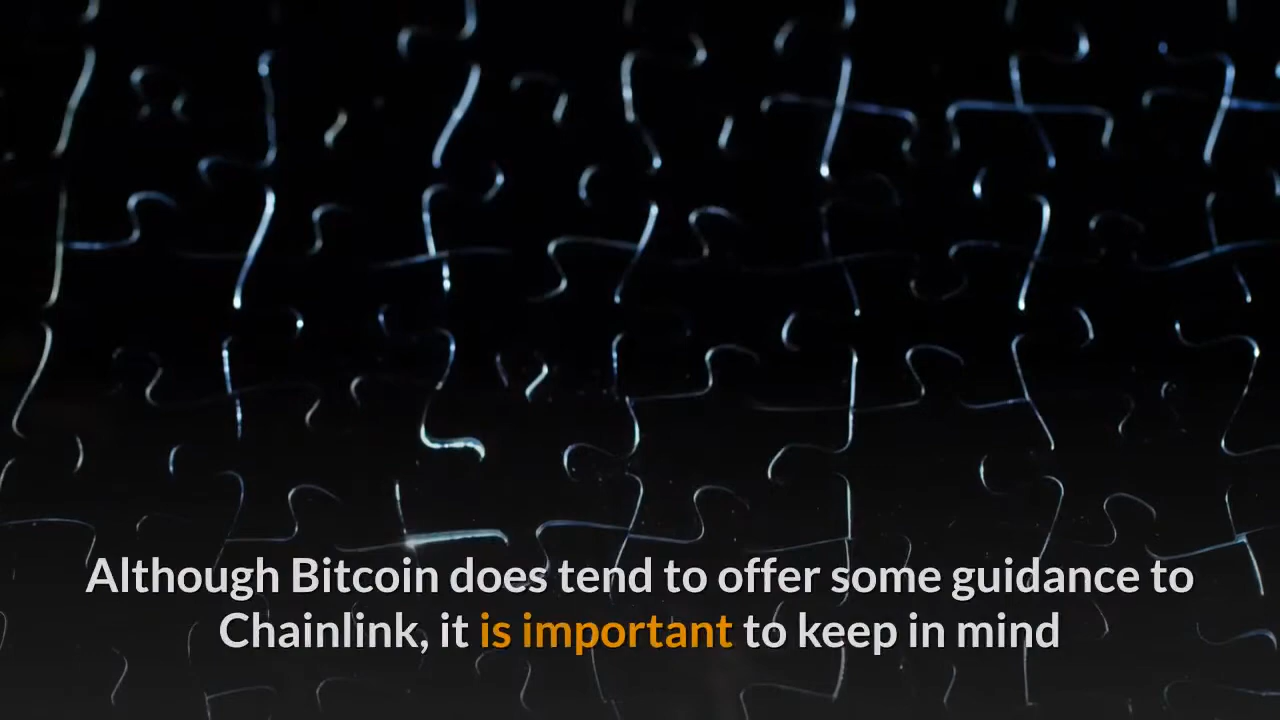 Although Bitcoin does tend to offer some guidance to
Chainlink, it is important to keep in mind